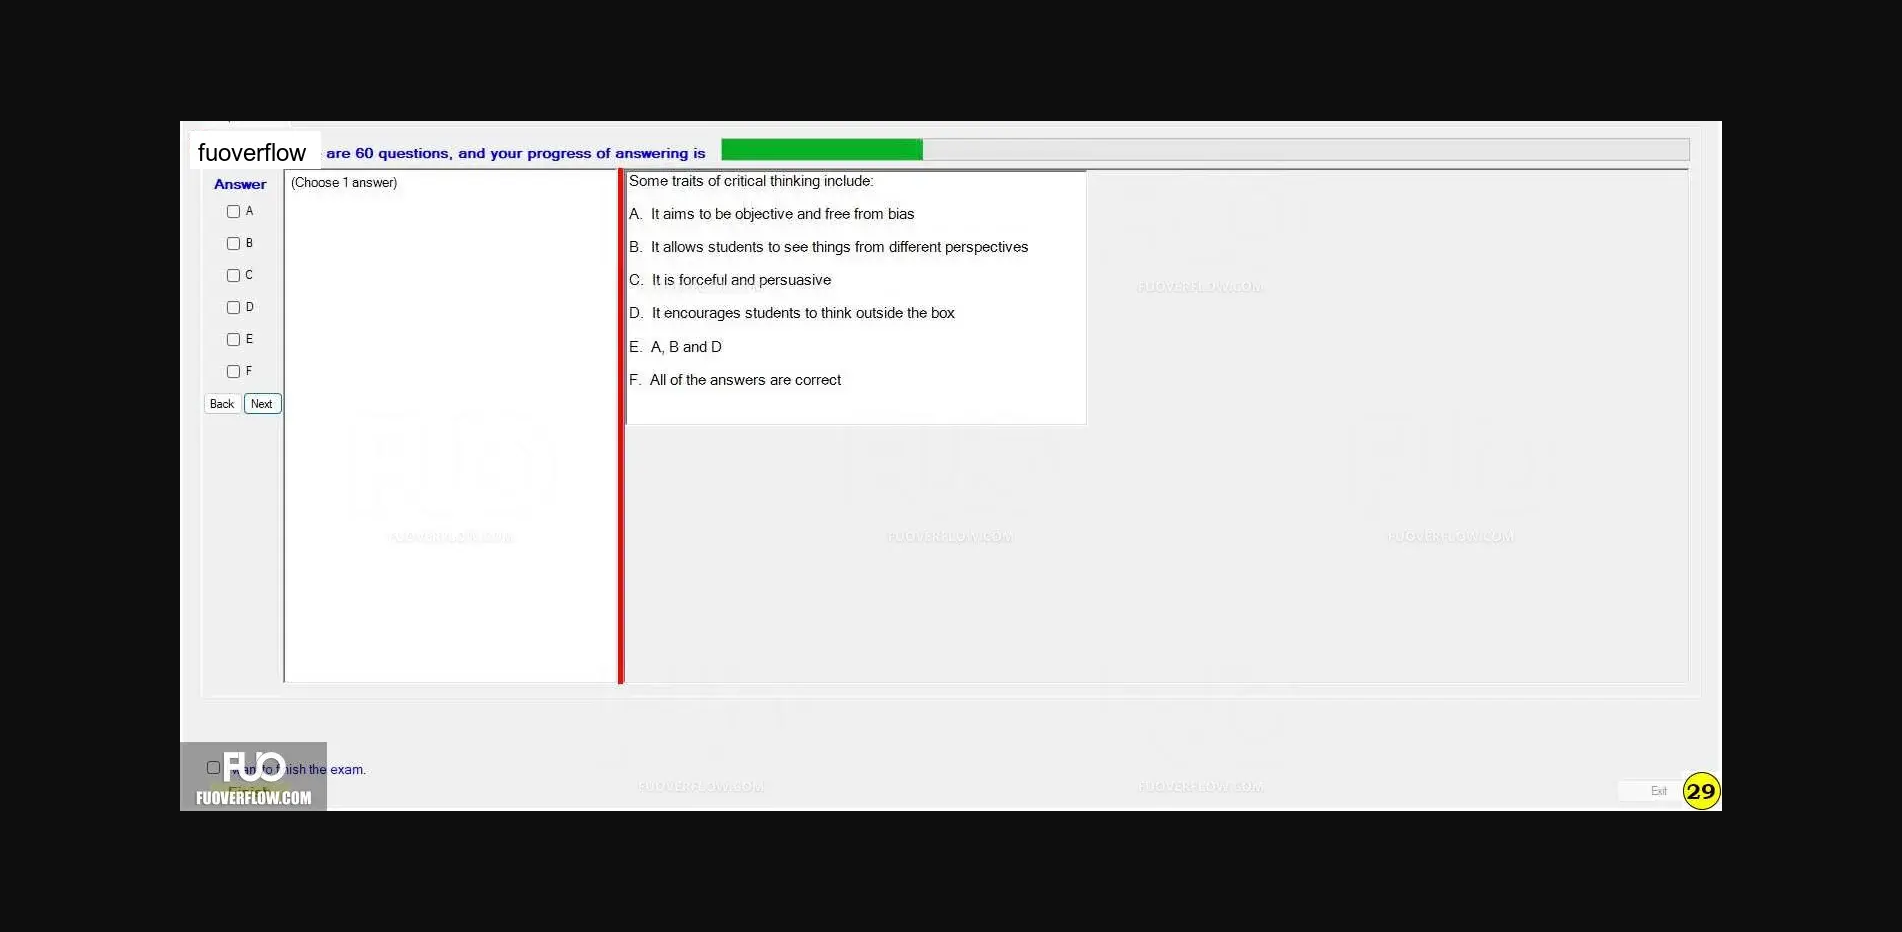 fuoverflow are 60 questions, and your progress of answering is
Answer
(Choose 1 answer)
A
B
C
D
E
F
Back Next
Some traits of critical thinking include:
A. It aims to be objective and free from bias
B. It allows students to see things from different perspectives
C. It is forceful and persuasive
D. It encourages students to think outside the box
E. A, B and D
F. All of the answers are correct
FUOVERFLOW.COM
FUOVERFLOW.COM FUOVERFLOW.COM FUOVERFLOW.COM
FUO
want to finish the exam.
FUOVERFLOW.COM
FUOVERFLOW.COM FUOVERFLOW.COM
Exit 29